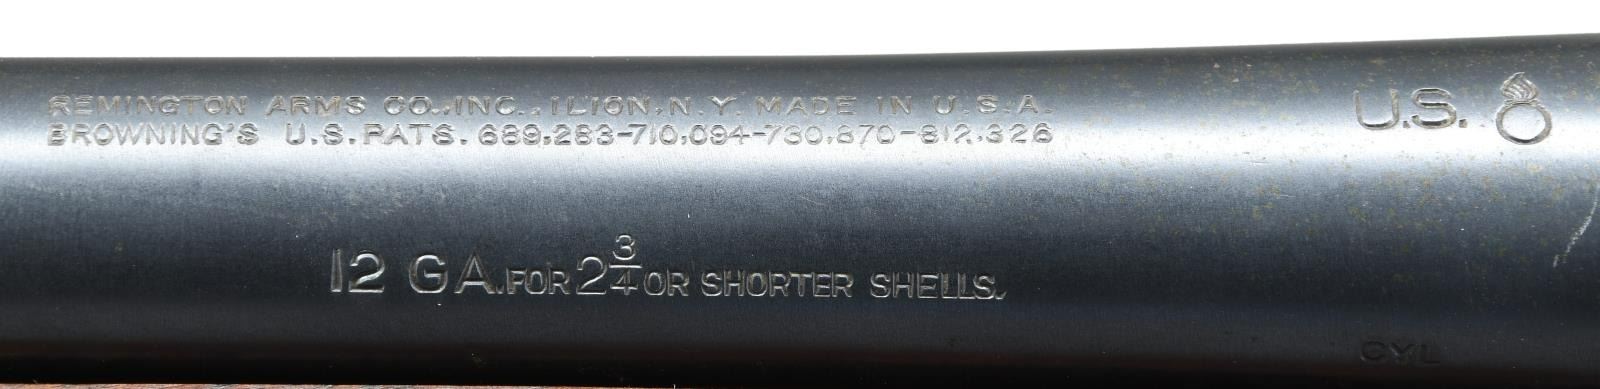 REMINGTON ARMS CO., INC., ILION, N.Y. MADE IN U.S.A.
BROWNING'S U.S. PATS. 689,283-710,094-730,870-812,326
U.S.
12 GA. FOR 2 3/4 OR SHORTER SHELLS.
CYL